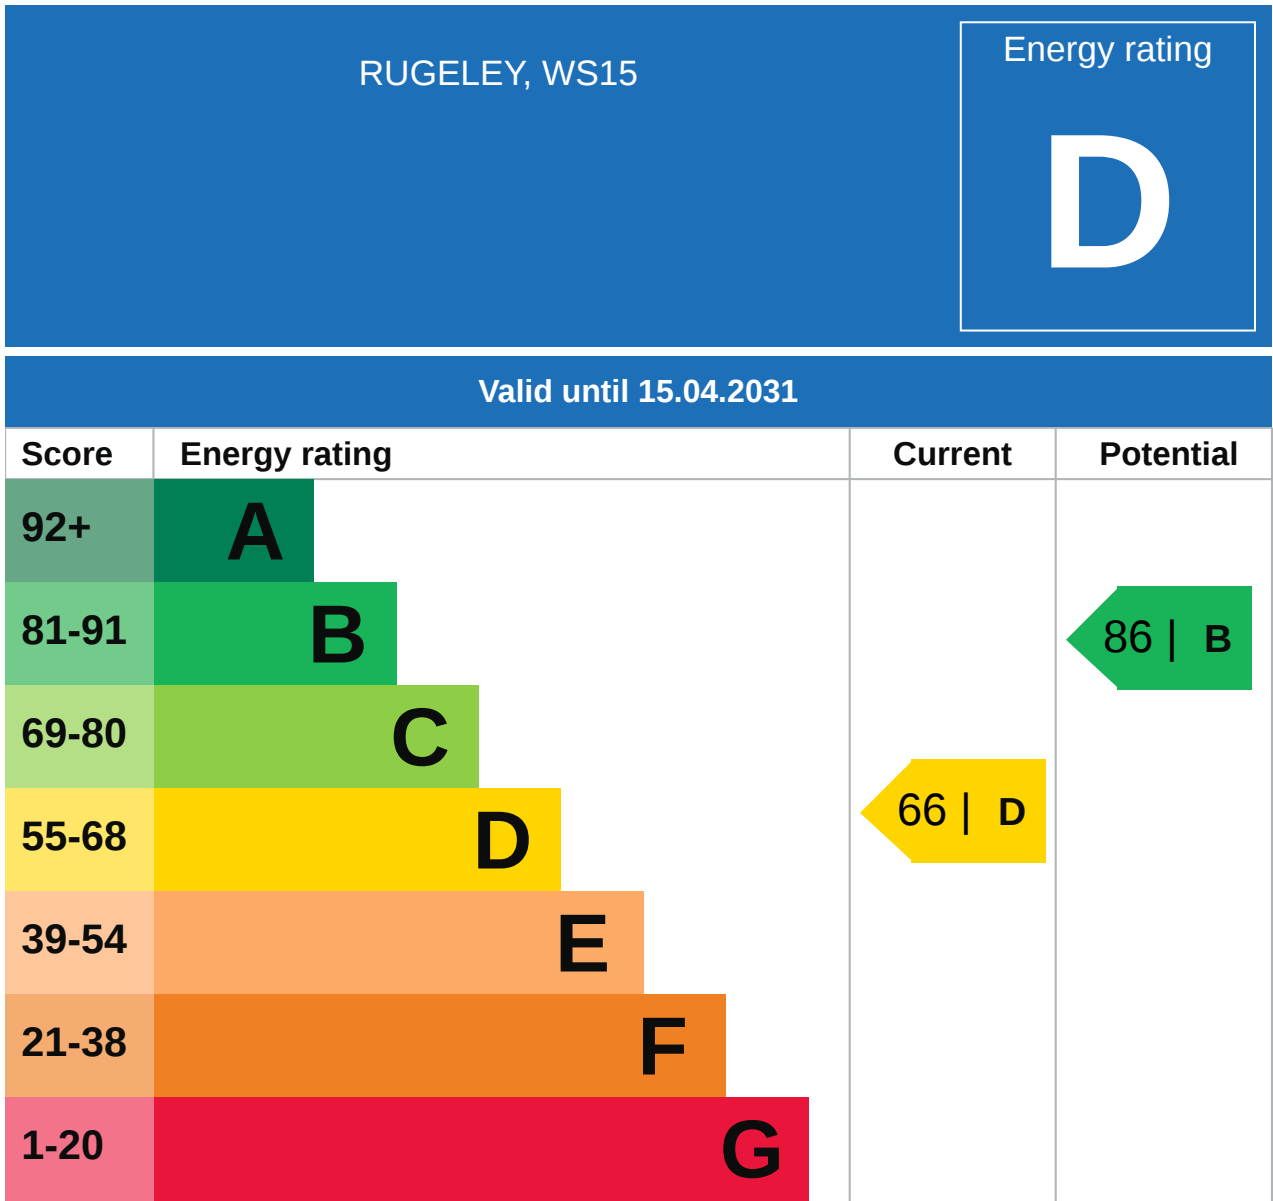 RUGELEY, WS15
Energy rating
D
Valid until 15.04.2031
Score Energy rating Current Potential
92+ A
81-91 B 86 | B
69-80 C
55-68 D 66 | D
39-54 E
21-38 F
1-20 G